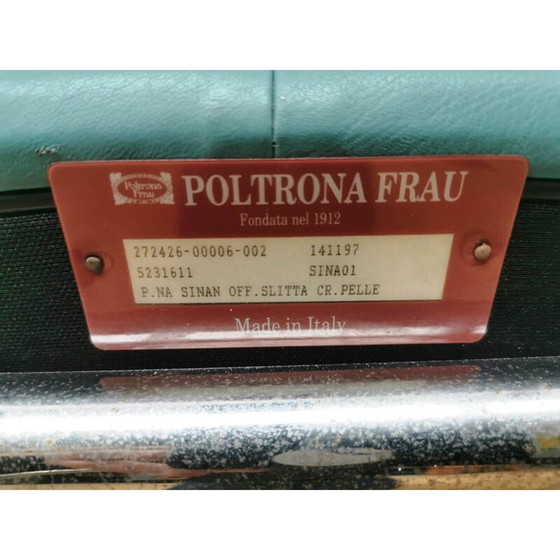 Poltrona
Frau
POLTRONA FRAU
Fondata nel 1912
272426-00006-002 141197
5231611 SINA01
P.NA SINAN OFF.SLITTA CR.PELLE
Made in Italy